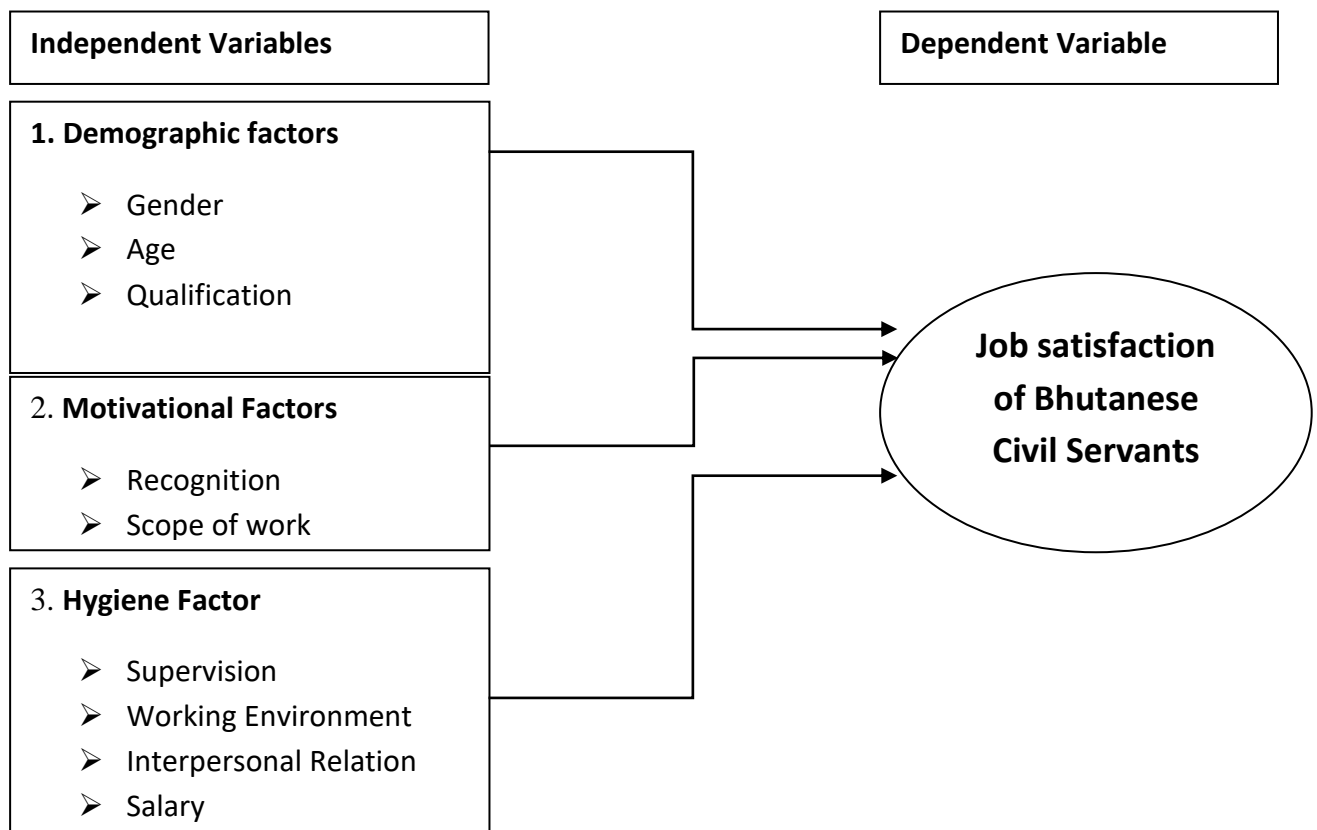 Independent Variables
Dependent Variable
1. Demographic factors
➢ Gender
➢ Age
➢ Qualification
2. Motivational Factors
➢ Recognition
➢ Scope of work
3. Hygiene Factor
➢ Supervision
➢ Working Environment
➢ Interpersonal Relation
➢ Salary
Job satisfaction
of Bhutanese
Civil Servants